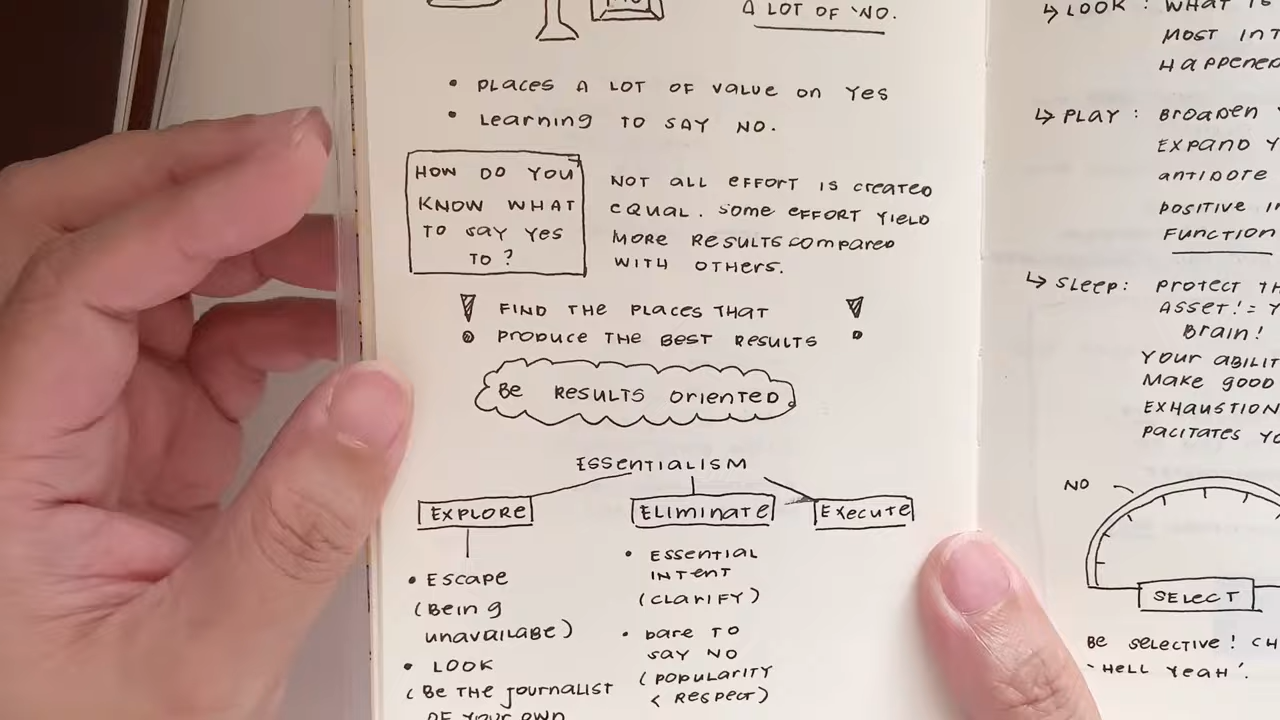 A LOT OF 'NO.
• PLACES A LOT OF VALUE ON YES
• LEARNING TO SAY NO.
HOW DO YOU
KNOW WHAT
TO SAY YES
TO ?
NOT ALL EFFORT IS CREATED
EQUAL. SOME EFFORT YIELD
MORE RESULTS COMPARED
WITH OTHERS.
FIND THE PLACES THAT
PRODUCE THE BEST RESULTS
BE RESULTS ORIENTED
ESSENTIALISM
EXPLORE
• ESCAPE
(BEING
UNAVAILABE)
• LOOK
(BE THE JOURNALIST
OF YOUR OWN
ELIMINATE
• ESSENTIAL
INTENT
(CLARIFY)
• DARE TO
SAY NO
(POPULARITY
< RESPECT)
EXECUTE
↳ LOOK : WHAT IS
MOST INT
HAPPENED
↳ PLAY : BROADEN
EXPAND Y
ANTIDOTE
POSITIVE IN
FUNCTION
↳ SLEEP: PROTECT TH
ASSET! = Y
BRAIN!
YOUR ABILIT
MAKE GOOD
EXHAUSTION
PACITATES YO
NO
SELECT
BE SELECTIVE! CH
'HELL YEAH'.